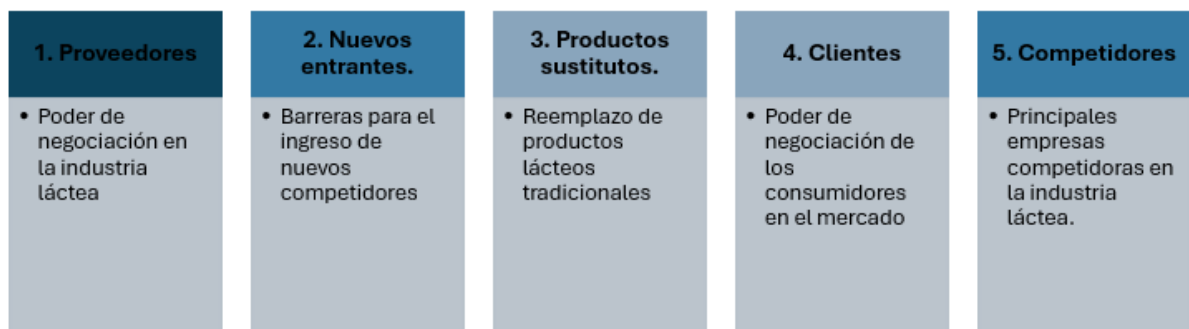 1. Proveedores
• Poder de
negociación en
la industria
láctea
2. Nuevos
entrantes.
• Barreras para el
ingreso de
nuevos
competidores
3. Productos
sustitutos.
• Reemplazo de
productos
lácteos
tradicionales
4. Clientes
• Poder de
negociación de
los
consumidores
en el mercado
5. Competidores
• Principales
empresas
competidoras en
la industria
láctea.